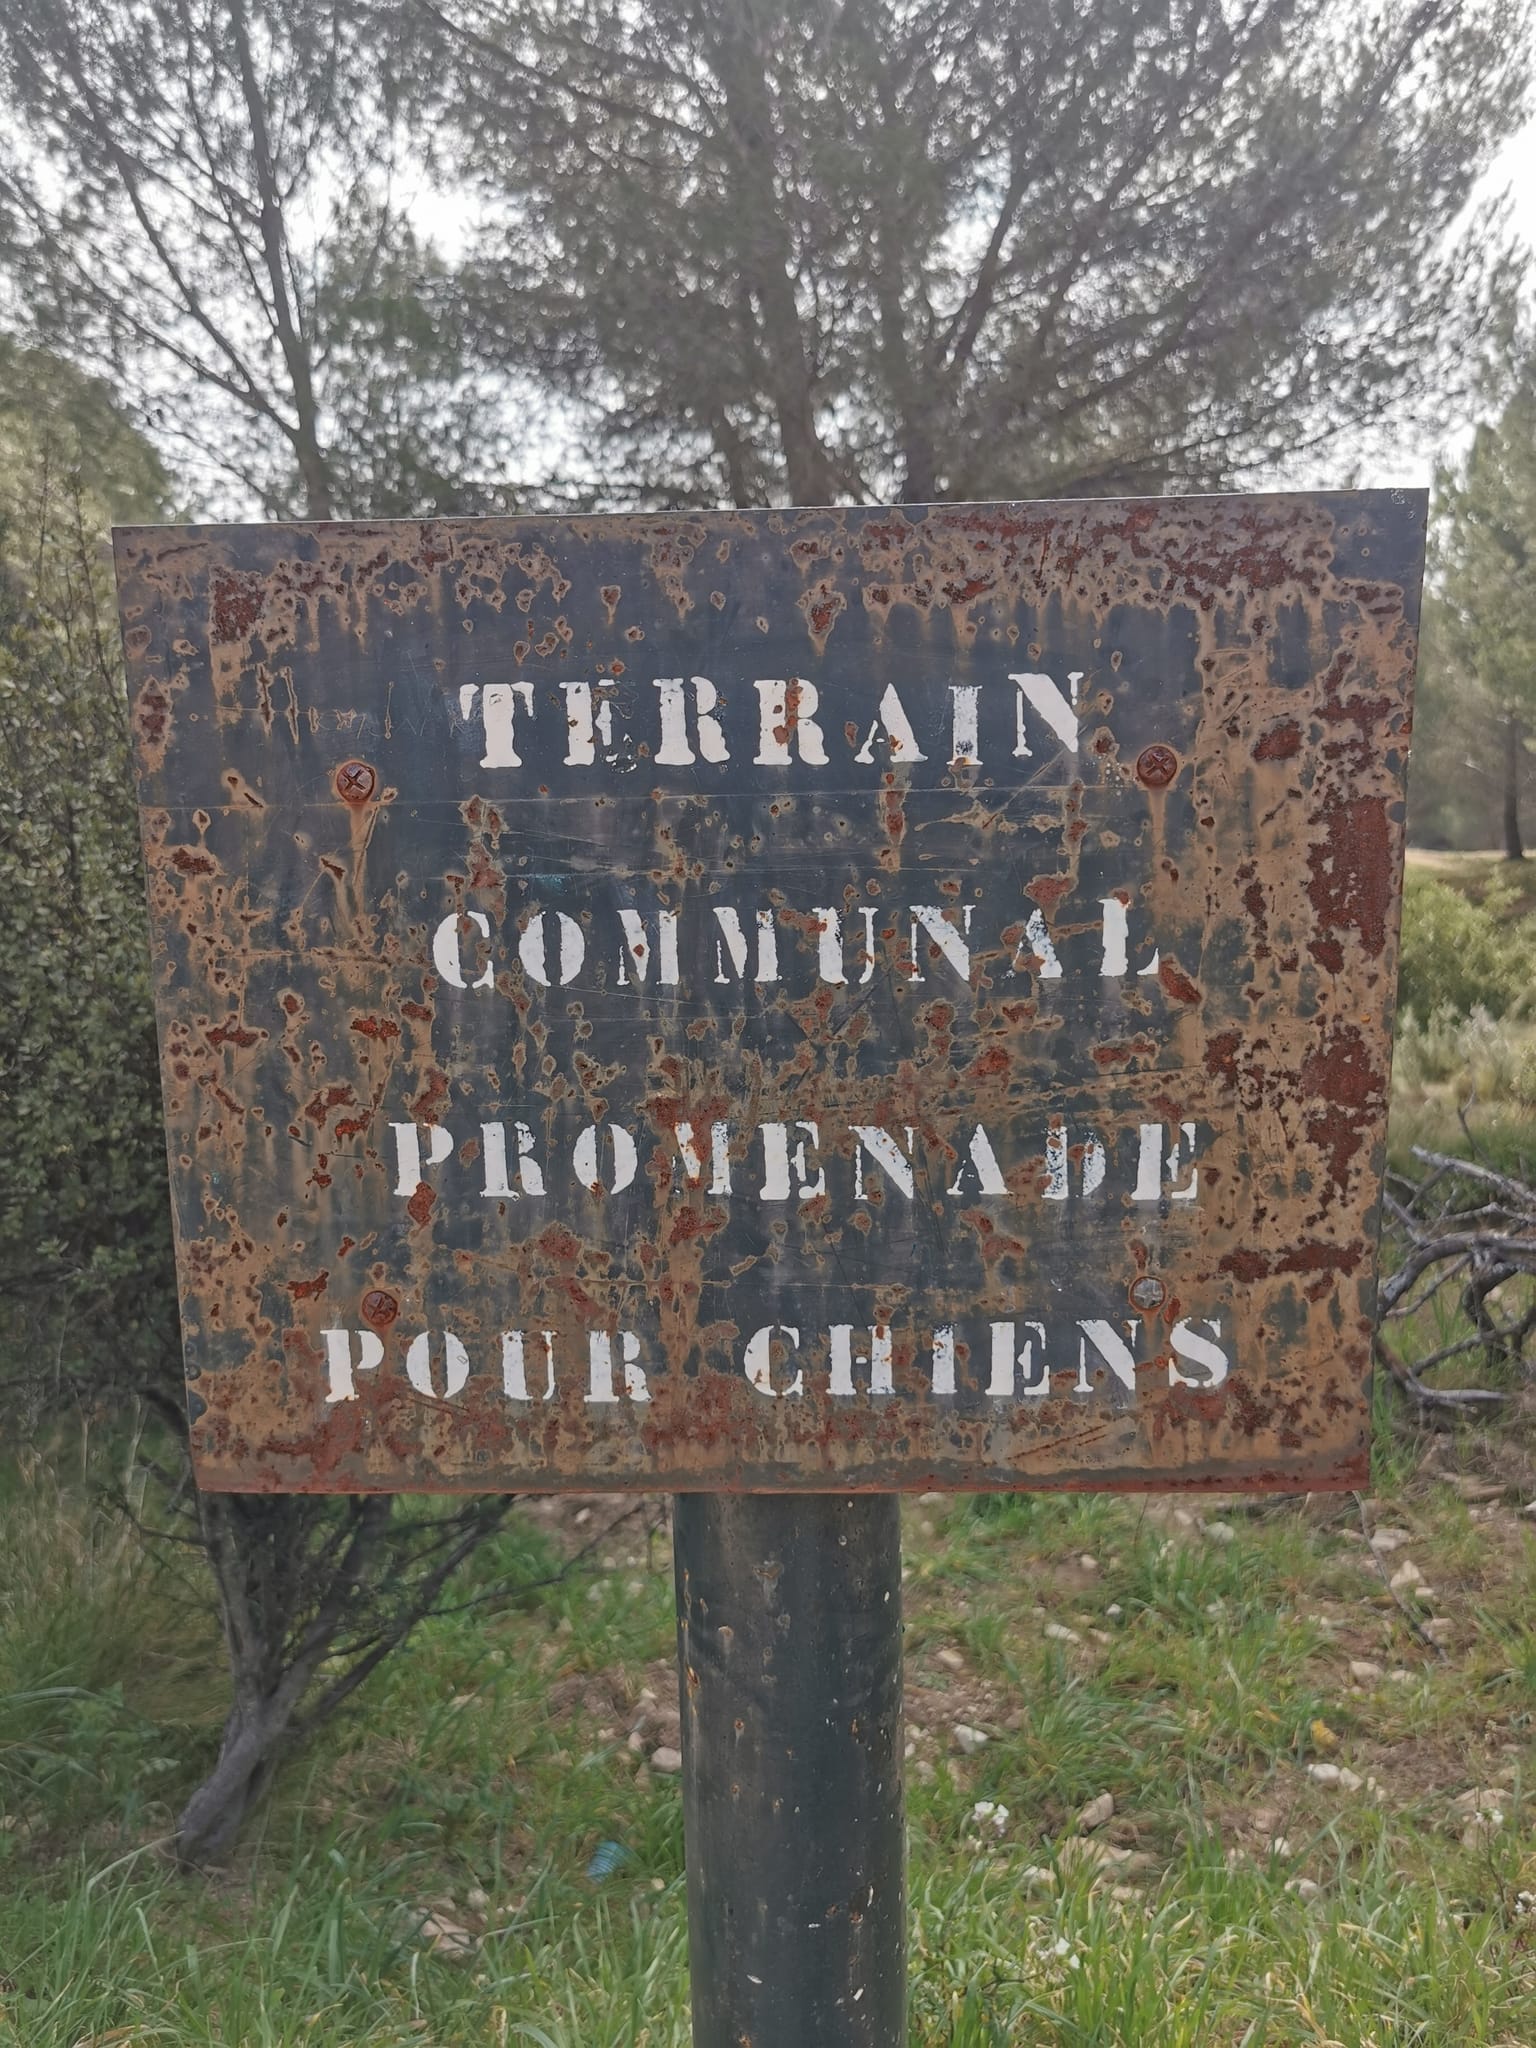 TERRAIN
COMMUNAL
PROMENADE
POUR CHIENS